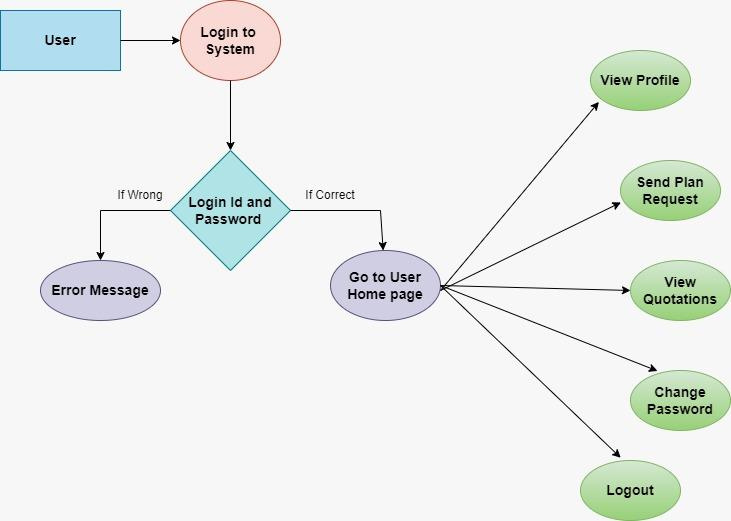 User
Login to
System
View Profile
If Wrong
Login Id and
Password
If Correct
Send Plan
Request
Error Message
Go to User
Home page
View
Quotations
Change
Password
Logout